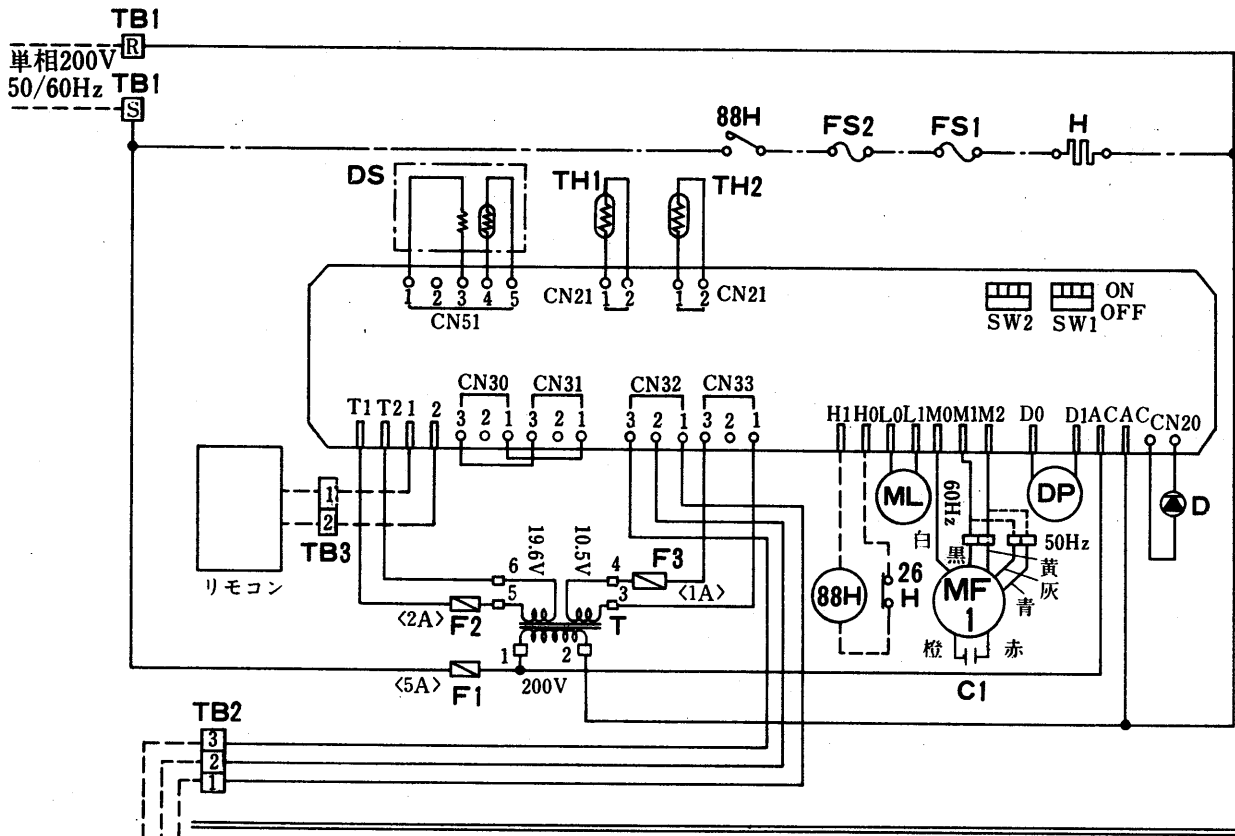 TB1
R
単相200V
50/60Hz TB1
S
88H FS2 FS1 H
DS TH1 TH2
1 2 3 4 5
CN51
CN21 1 2
1 2 CN21
ON
OFF
SW2 SW1
CN30 CN31 CN32 CN33
T1 T2 1 2
3 2 1 3 2 1
3 2 1 3 2 1
H1 H0 L0 L1 M0 M1 M2 D0 D1 AC AC CN20
1
2
TB3
リモコン
ML
DP
D
60Hz
50Hz
白 黒 黄
灰
青
19.6V 10.5V
6 4 F3
〈1A〉
5 3
〈2A〉 F2 T
88H
26
H
MF
1
橙 赤
C1
1 2
〈5A〉 F1 200V
TB2
3
2
1